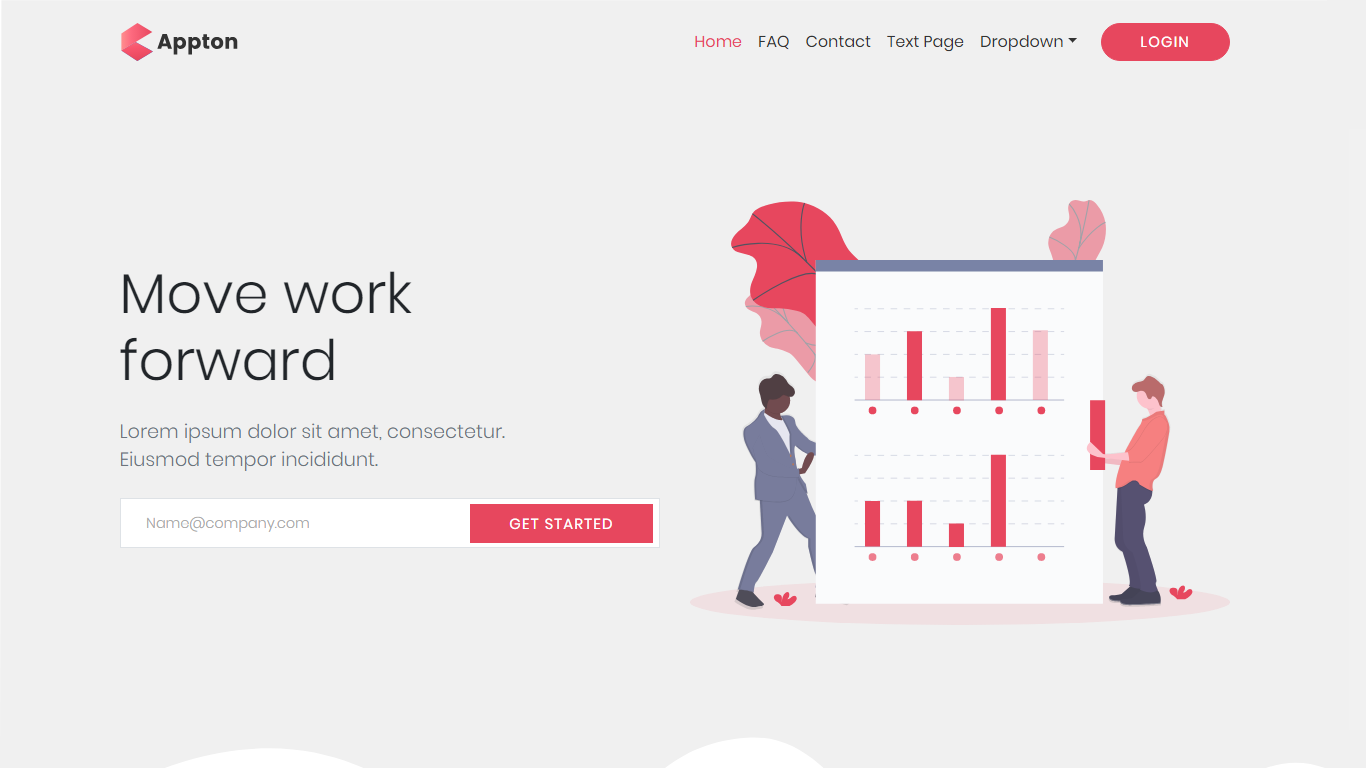 Appton
Home FAQ Contact Text Page Dropdown LOGIN
Move work
forward
Lorem ipsum dolor sit amet, consectetur.
Eiusmod tempor incididunt.
Name@company.com GET STARTED